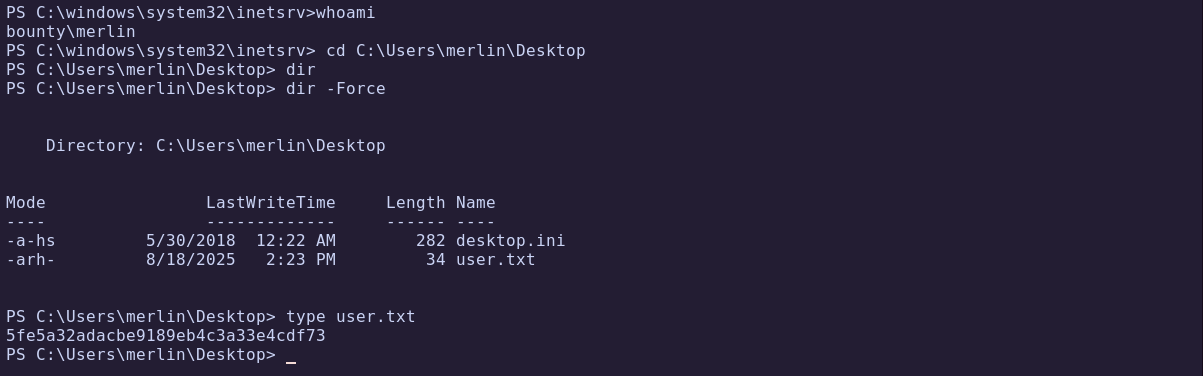 PS C:\windows\system32\inetsrv>whoami
bounty\merlin
PS C:\windows\system32\inetsrv> cd C:\Users\merlin\Desktop
PS C:\Users\merlin\Desktop> dir
PS C:\Users\merlin\Desktop> dir -Force
    Directory: C:\Users\merlin\Desktop
Mode                LastWriteTime     Length Name
----                -------------     ------ ----
-a-hs         5/30/2018  12:22 AM        282 desktop.ini
-arh-         8/18/2025   2:23 PM         34 user.txt
PS C:\Users\merlin\Desktop> type user.txt
5fe5a32adacbe9189eb4c3a33e4cdf73
PS C:\Users\merlin\Desktop> _